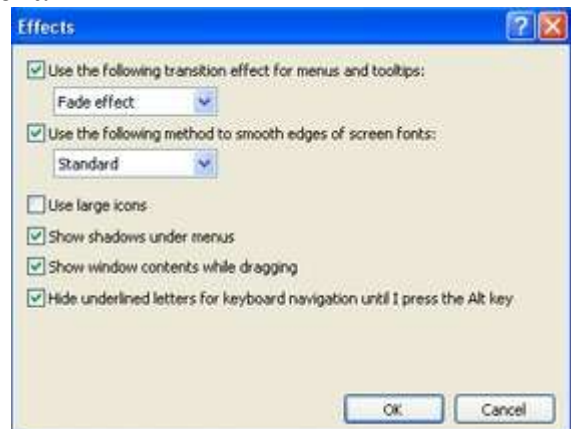 Effects
Use the following transition effect for menus and tooltips:
Fade effect
Use the following method to smooth edges of screen fonts:
Standard
Use large icons
Show shadows under menus
Show window contents while dragging
Hide underlined letters for keyboard navigation until I press the Alt key
OK Cancel